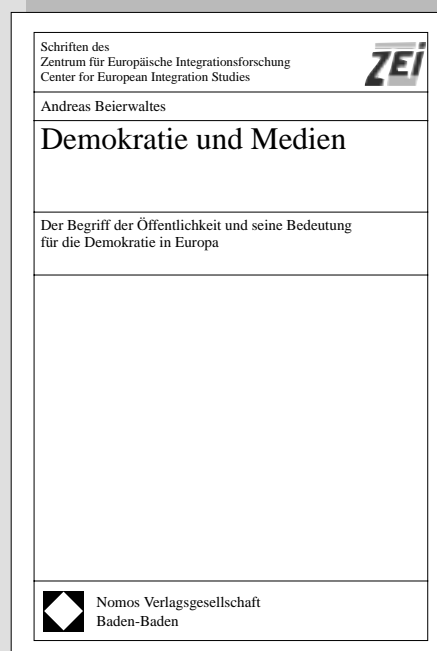 Schriften des
Zentrum für Europäische Integrationsforschung
Center for European Integration Studies
ZEI
Andreas Beierwaltes
Demokratie und Medien
Der Begriff der Öffentlichkeit und seine Bedeutung
für die Demokratie in Europa
Nomos Verlagsgesellschaft
Baden-Baden